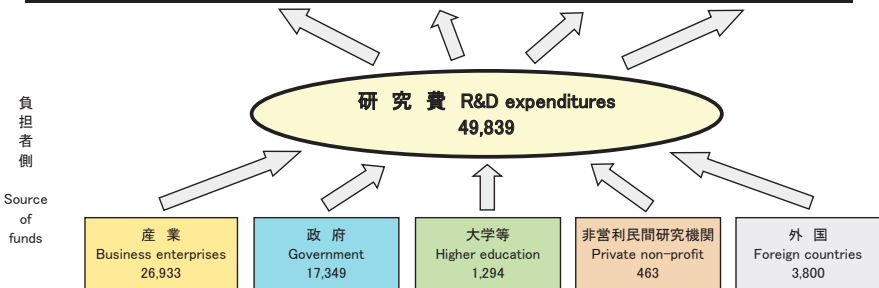 研究費 R&D expenditures
49,839
負担者側
Source
of
funds
産業
Business enterprises
26,933
政府
Government
17,349
大学等
Higher education
1,294
非営利民間研究機関
Private non-profit
463
外国
Foreign countries
3,800